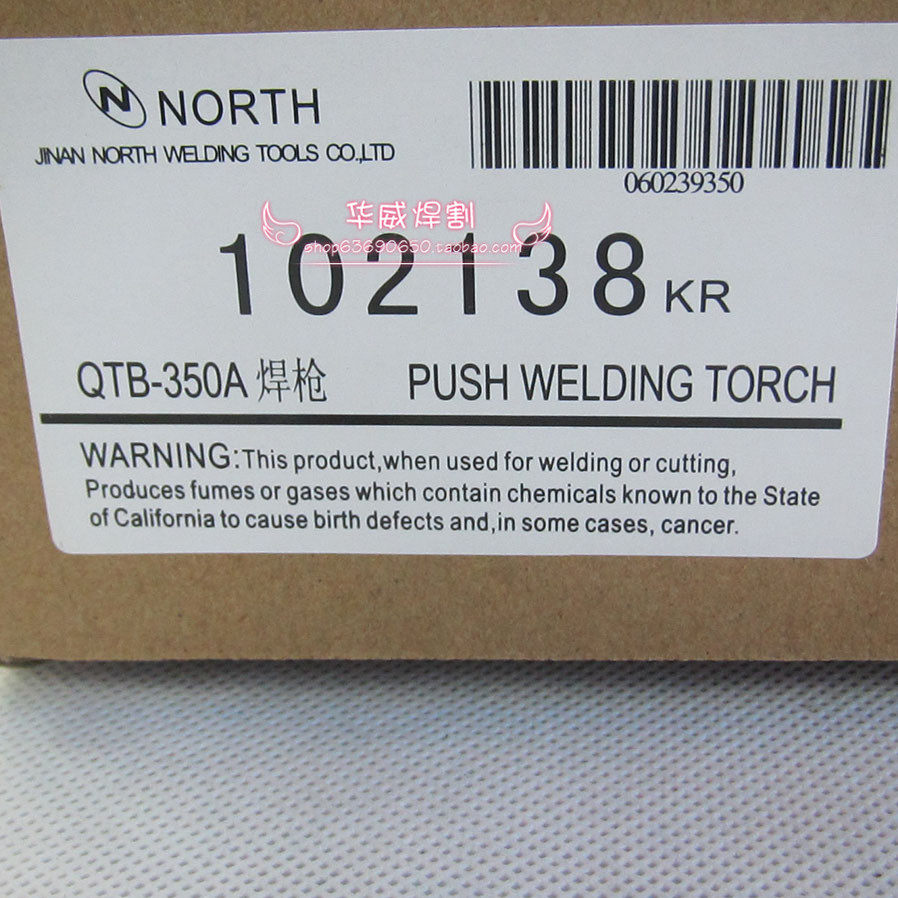 NORTH
JINAN NORTH WELDING TOOLS CO.,LTD
060239350
华威焊割
shop63690650.taobao.com
102138 KR
QTB-350A 焊枪 PUSH WELDING TORCH
WARNING:This product,when used for welding or cutting,
Produces fumes or gases which contain chemicals known to the State
of California to cause birth defects and,in some cases, cancer.